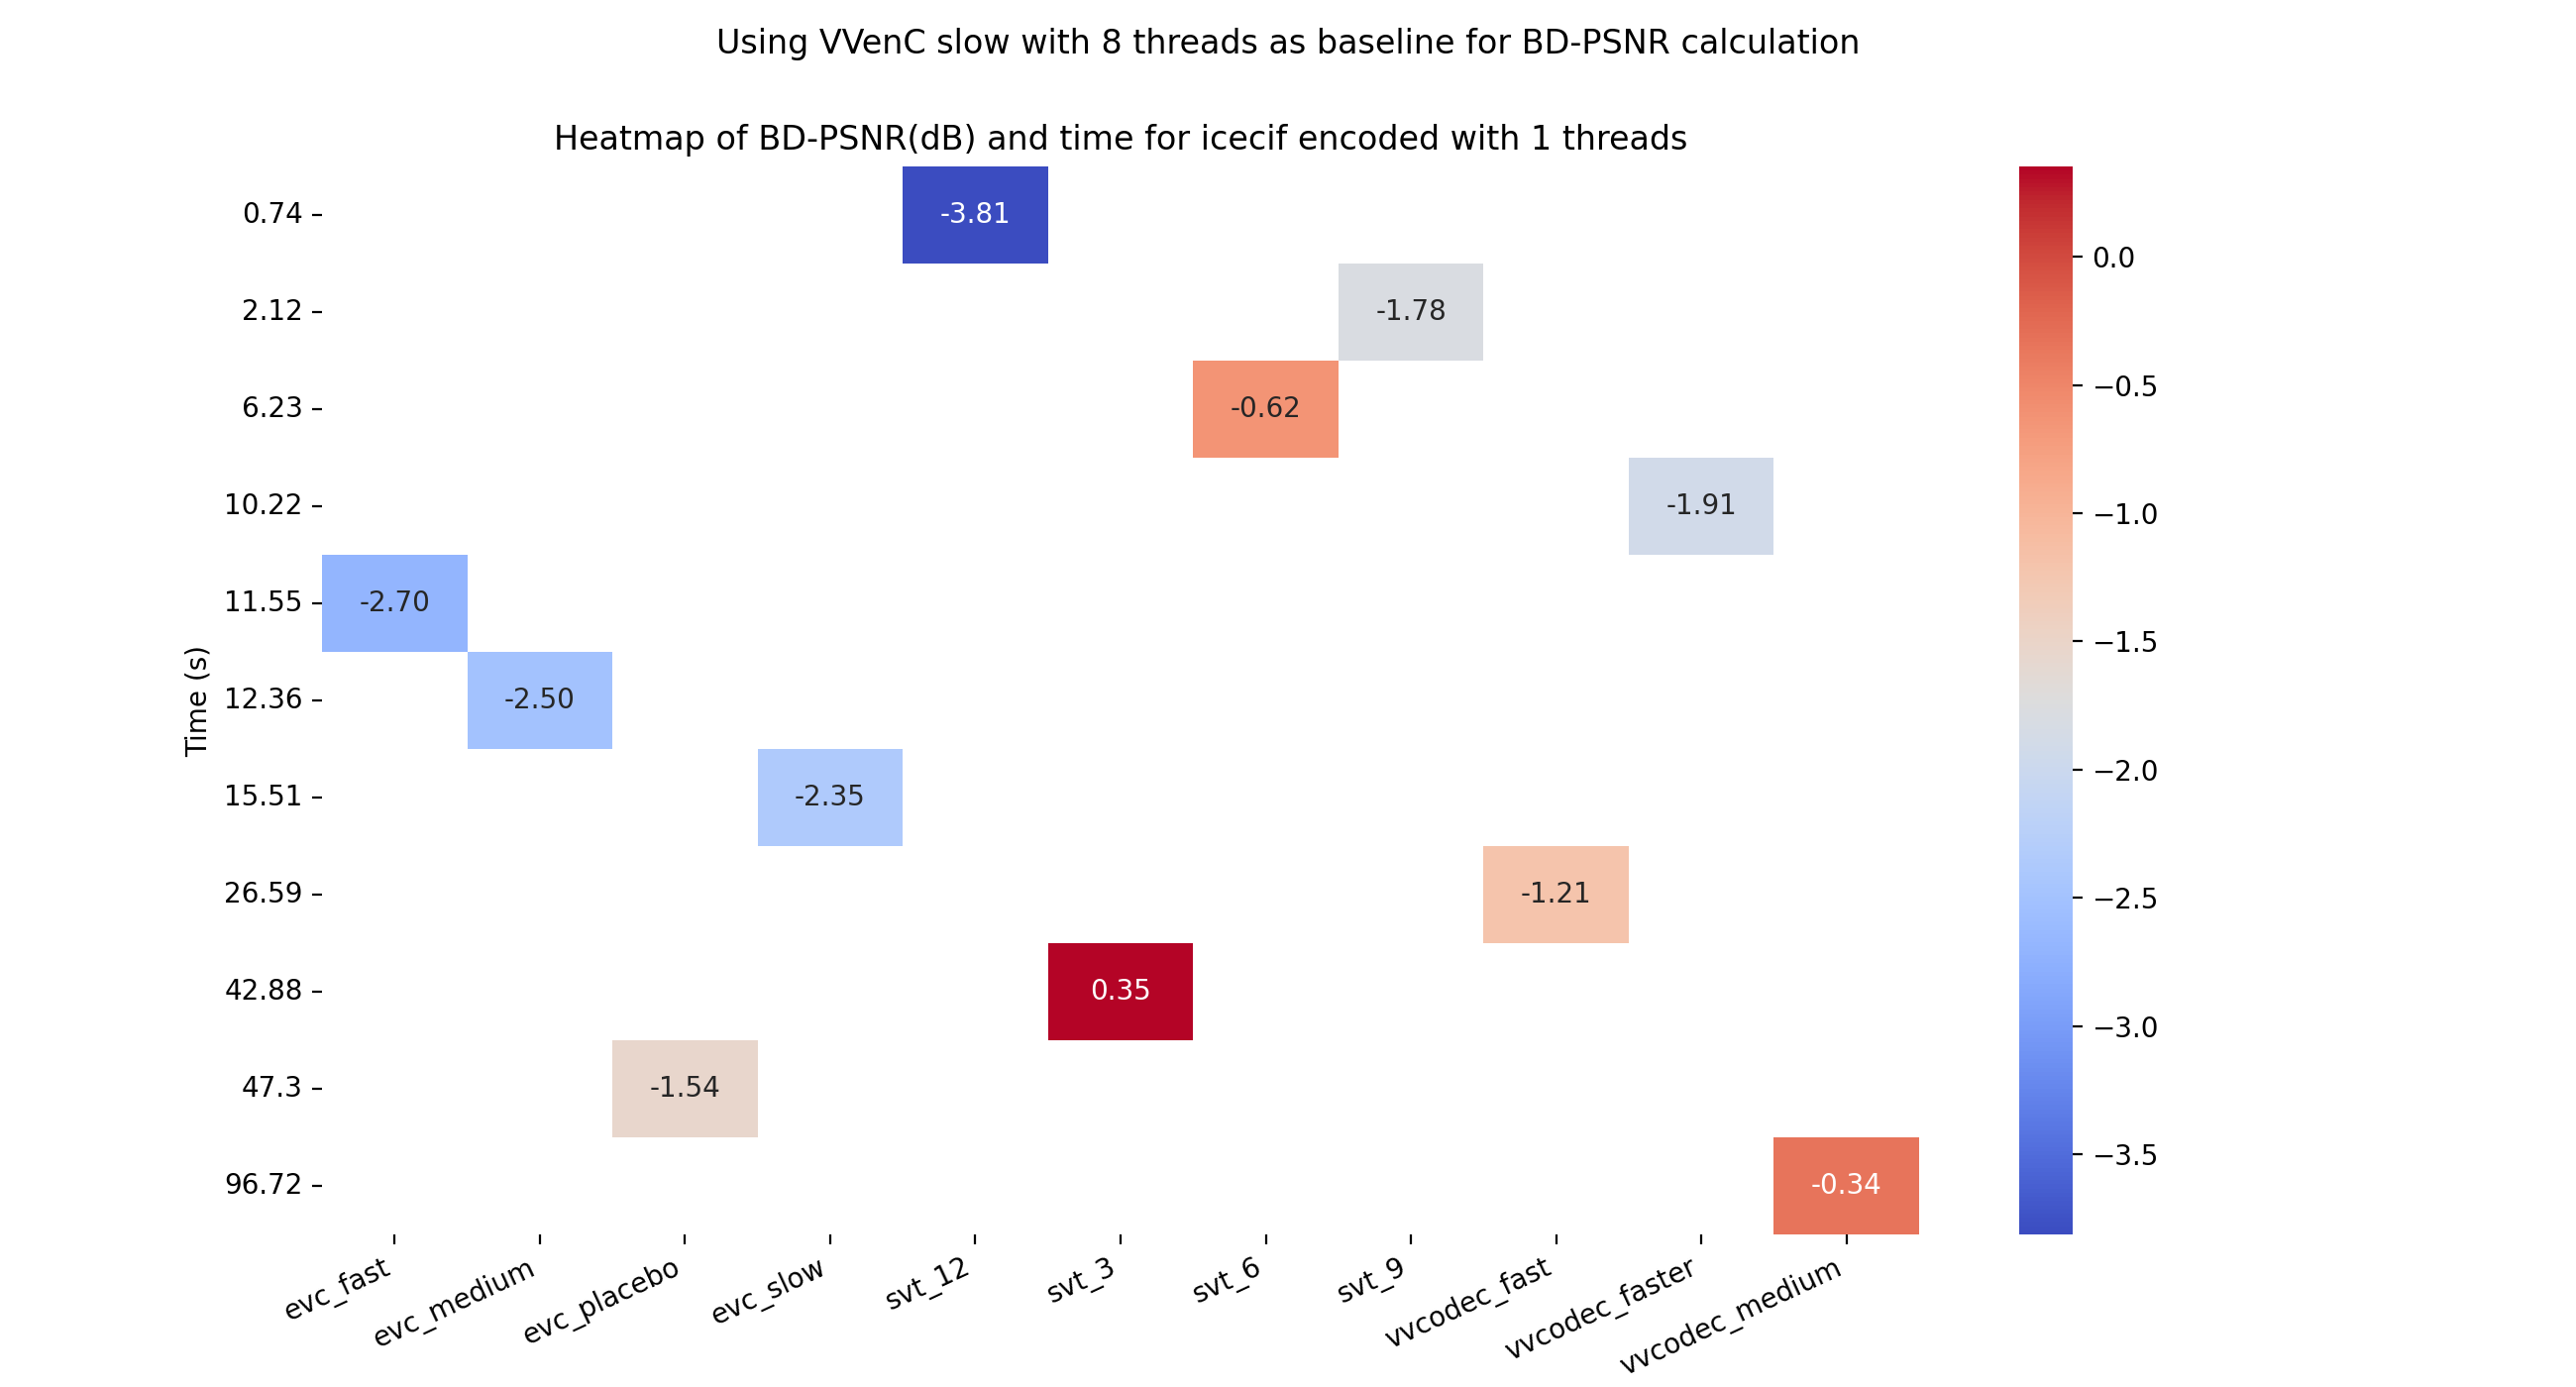 Using VVenC slow with 8 threads as baseline for BD-PSNR calculation
Heatmap of BD-PSNR(dB) and time for icecif encoded with 1 threads
Time (s)
0.74
2.12
6.23
10.22
11.55
12.36
15.51
26.59
42.88
47.3
96.72
-3.81
-1.78
-0.62
-1.91
-2.70
-2.50
-2.35
-1.21
0.35
-1.54
-0.34
evc_fast
evc_medium
evc_placebo
evc_slow
svt_12
svt_3
svt_6
svt_9
vvcodec_fast
vvcodec_faster
vvcodec_medium
0.0
−0.5
−1.0
−1.5
−2.0
−2.5
−3.0
−3.5